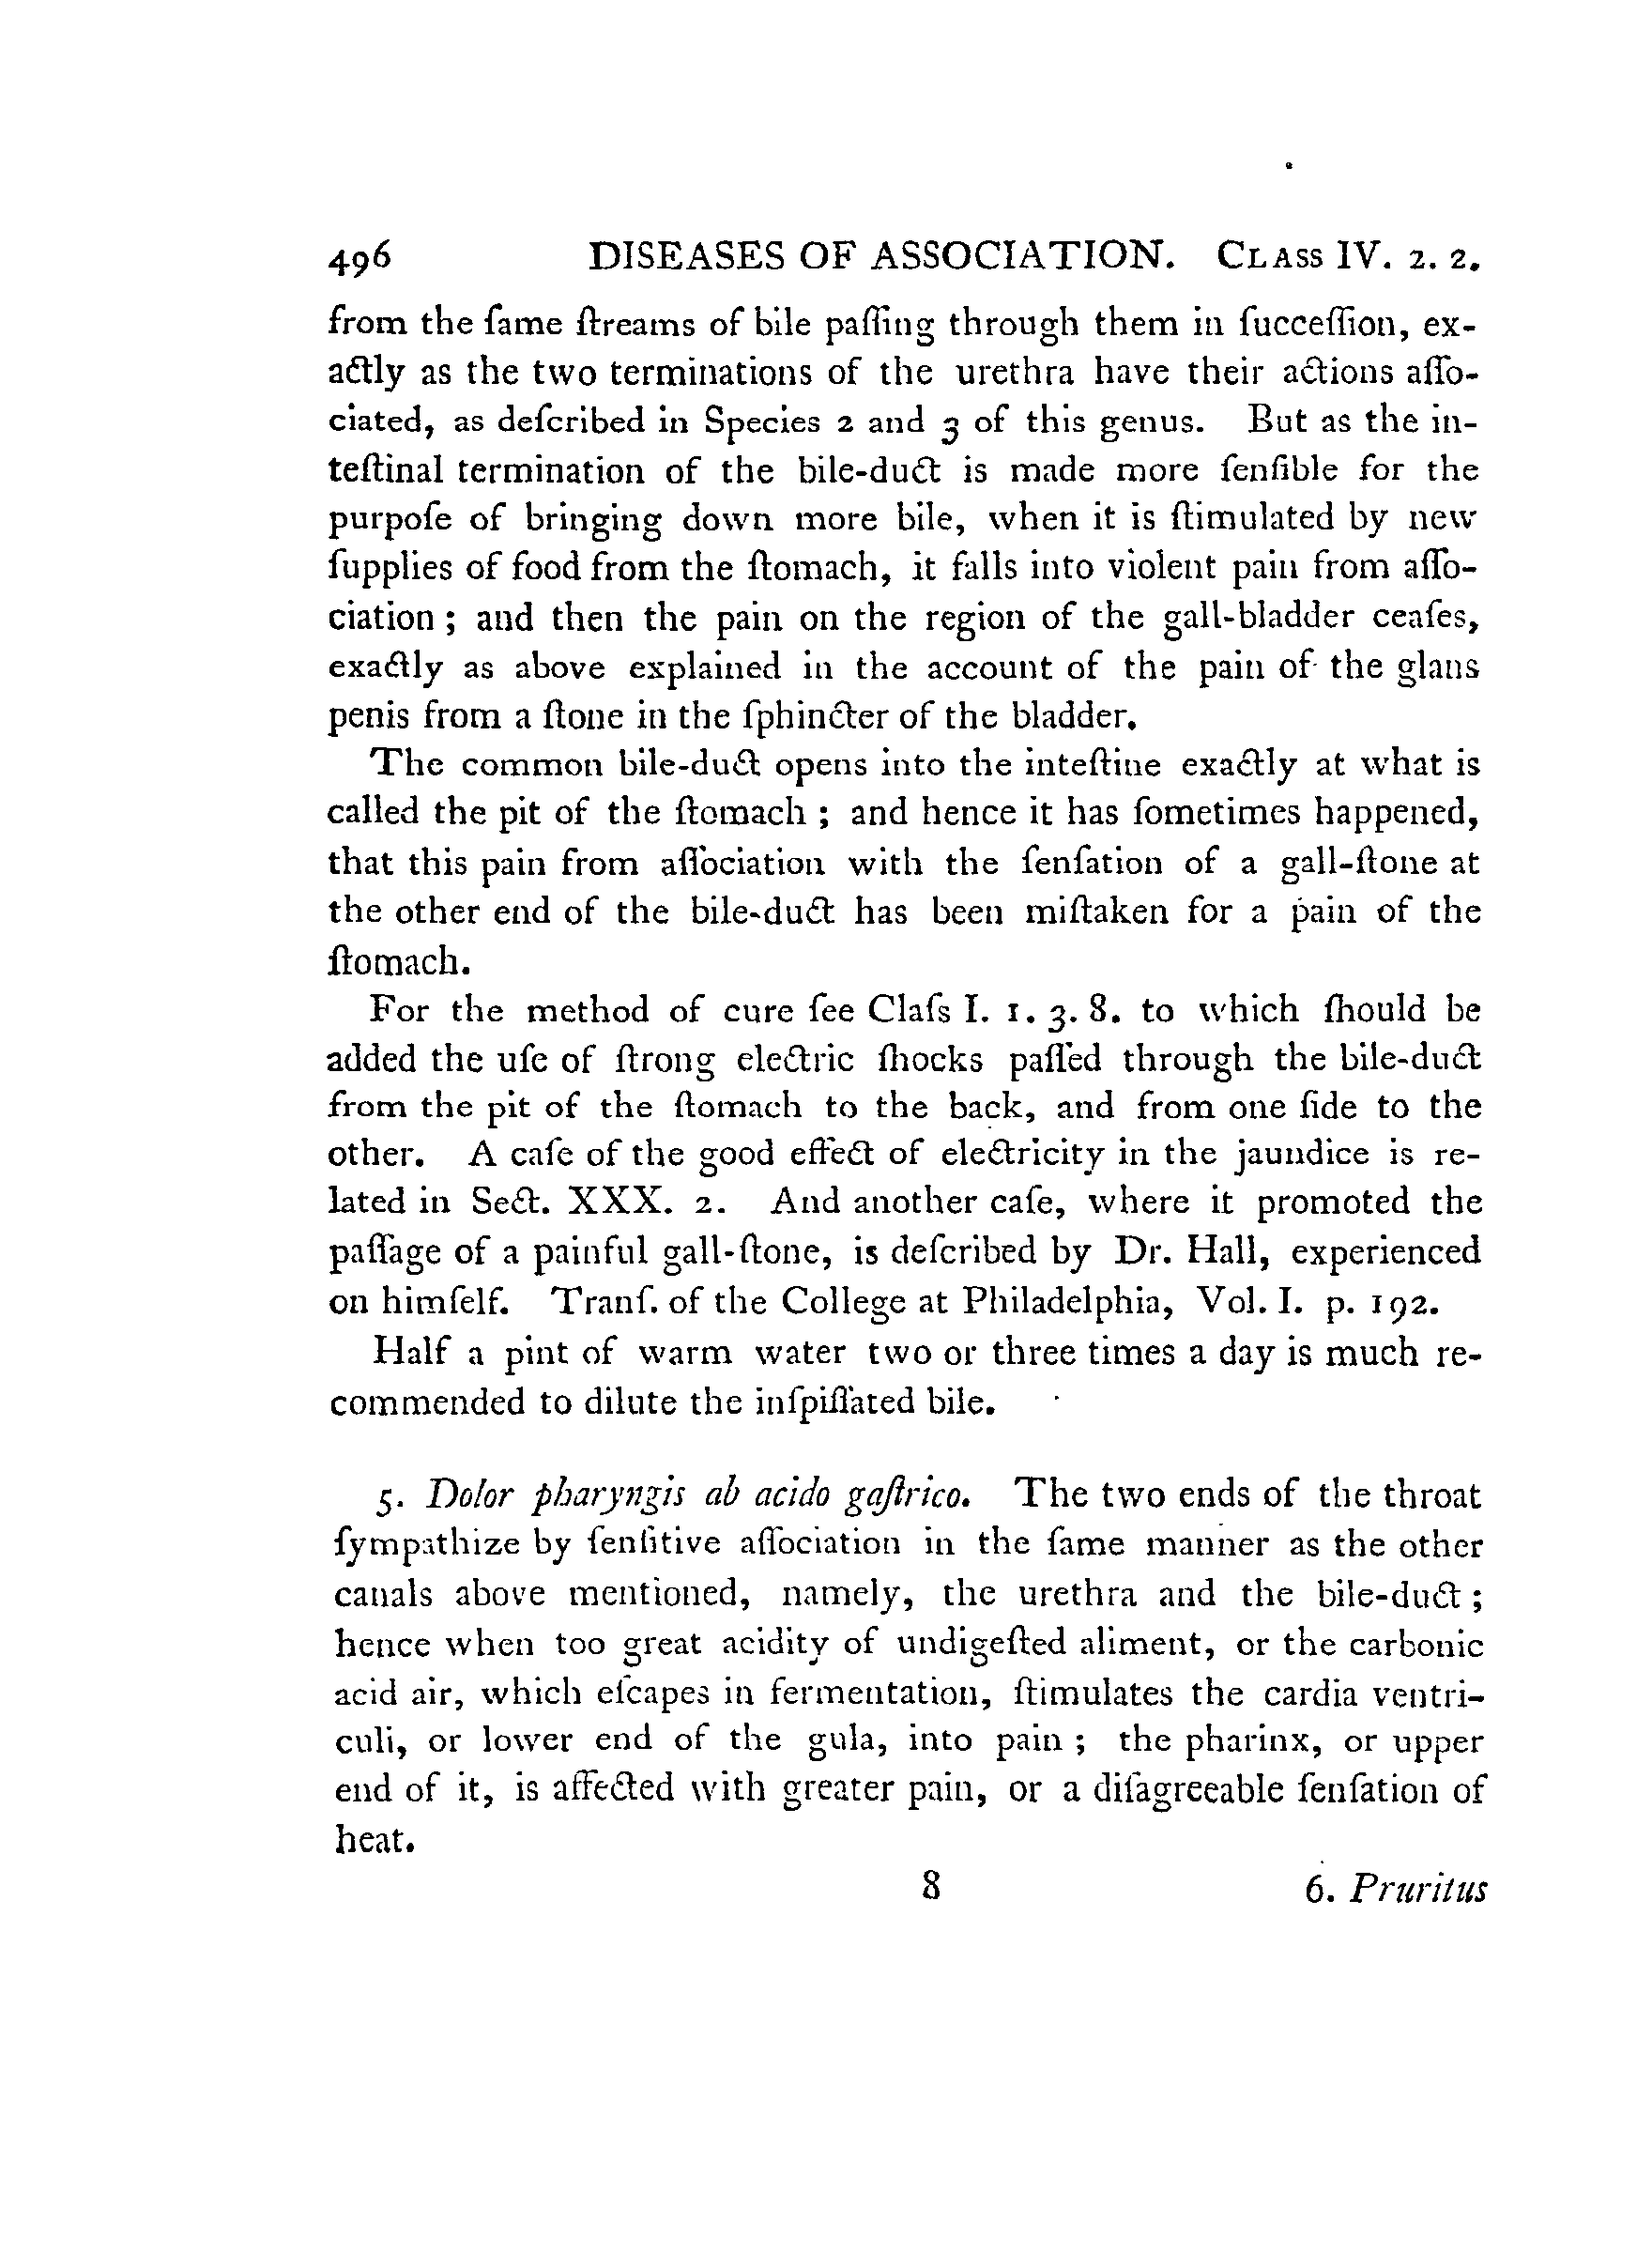 496 DISEASES OF ASSOCIATION. CLASS IV. 2. 2.
from the ſame ſtreams of bile paſſing through them in ſucceſſion, ex-
actly as the two terminations of the urethra have their actions aſſo-
ciated, as deſcribed in Species 2 and 3 of this genus. But as the in-
teſtinal termination of the bile-duct is made more ſenſible for the
purpoſe of bringing down more bile, when it is ſtimulated by new
ſupplies of food from the ſtomach, it falls into violent pain from aſſo-
ciation; and then the pain on the region of the gall-bladder ceaſes,
exactly as above explained in the account of the pain of the glans
penis from a ſtone in the ſphincter of the bladder.
The common bile-duct opens into the inteſtine exactly at what is
called the pit of the ſtomach; and hence it has ſometimes happened,
that this pain from aſſociation with the ſenſation of a gall-ſtone at
the other end of the bile-duct has been miſtaken for a pain of the
ſtomach.
For the method of cure ſee Claſs I. 1. 3. 8. to which ſhould be
added the uſe of ſtrong electric ſhocks paſſed through the bile-duct
from the pit of the ſtomach to the back, and from one ſide to the
other. A caſe of the good effect of electricity in the jaundice is re-
lated in Sect. XXX. 2. And another caſe, where it promoted the
paſſage of a painful gall-ſtone, is deſcribed by Dr. Hall, experienced
on himſelf. Tranſ. of the College at Philadelphia, Vol. I. p. 192.
Half a pint of warm water two or three times a day is much re-
commended to dilute the inſpiſſated bile.
5. Dolor pharyngis ab acido gaſtrico. The two ends of the throat
ſympathize by ſenſitive aſſociation in the ſame manner as the other
canals above mentioned, namely, the urethra and the bile-duct;
hence when too great acidity of undigeſted aliment, or the carbonic
acid air, which eſcapes in fermentation, ſtimulates the cardia ventri-
culi, or lower end of the gula, into pain; the pharinx, or upper
end of it, is affected with greater pain, or a diſagreeable ſenſation of
heat.
8 6. Pruritus